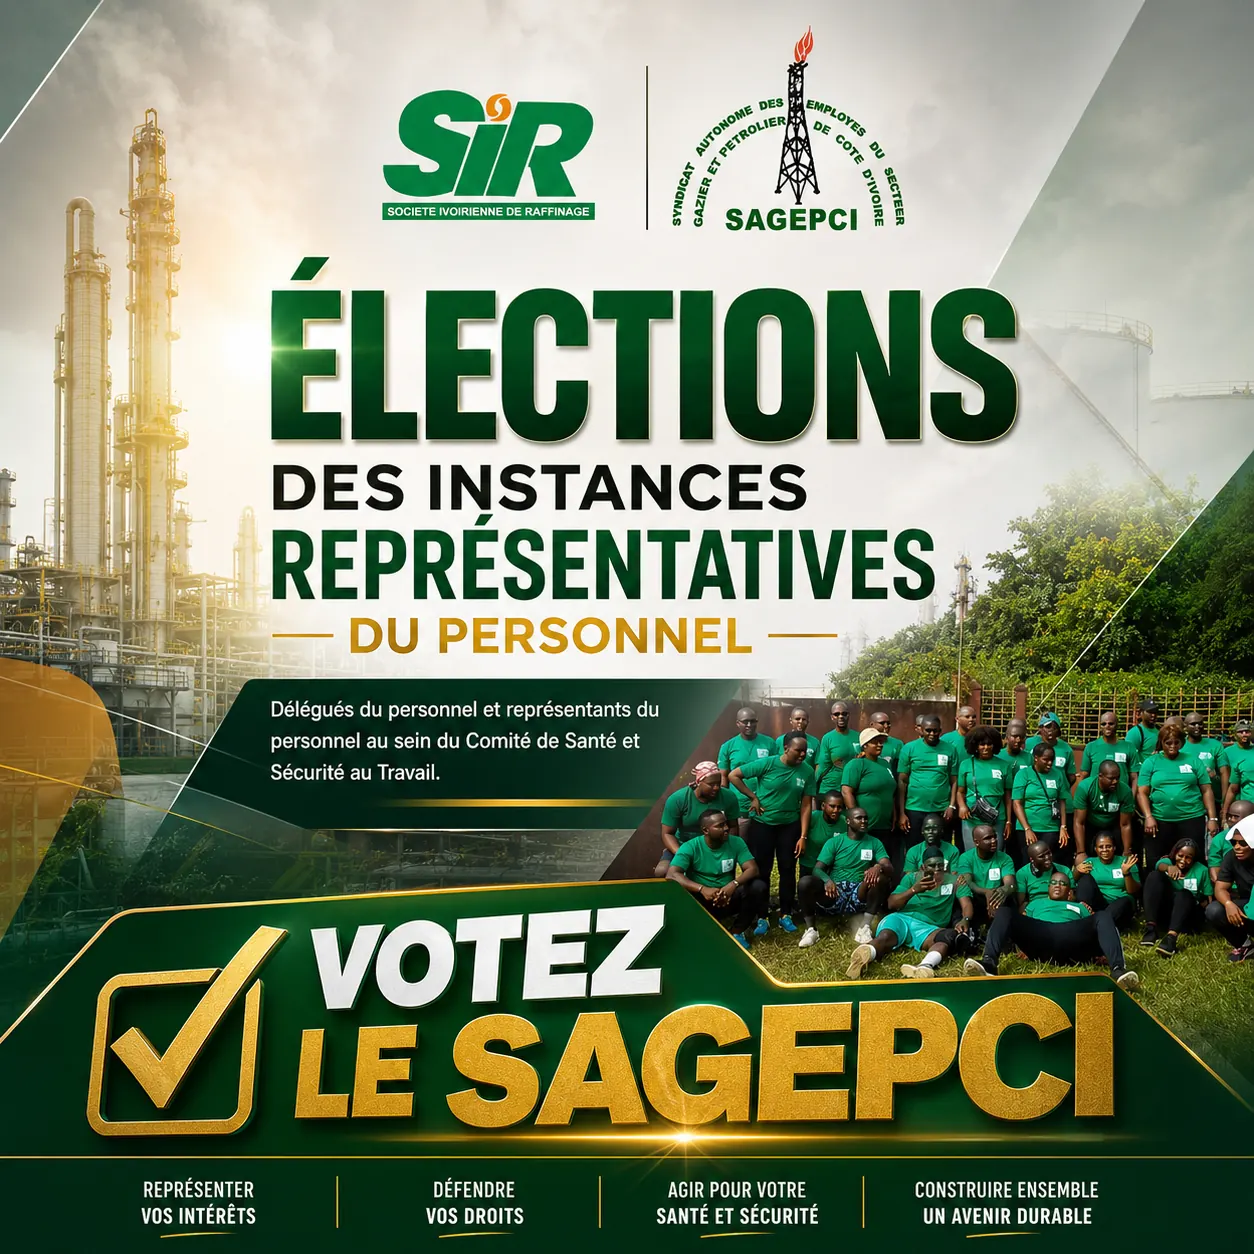 SiR
SOCIETE IVOIRIENNE DE RAFFINAGE
SYNDICAT AUTONOME DES EMPLOYES DU SECTEER
GAZIER ET PETROLIER DE COTE D'IVOIRE
SAGEPCI
ÉLECTIONS
DES INSTANCES
REPRÉSENTATIVES
DU PERSONNEL
Délégués du personnel et représentants du
personnel au sein du Comité de Santé et
Sécurité au Travail.
VOTEZ
LE SAGEPCI
REPRÉSENTER
VOS INTÉRÊTS
DÉFENDRE
VOS DROITS
AGIR POUR VOTRE
SANTÉ ET SÉCURITÉ
CONSTRUIRE ENSEMBLE
UN AVENIR DURABLE